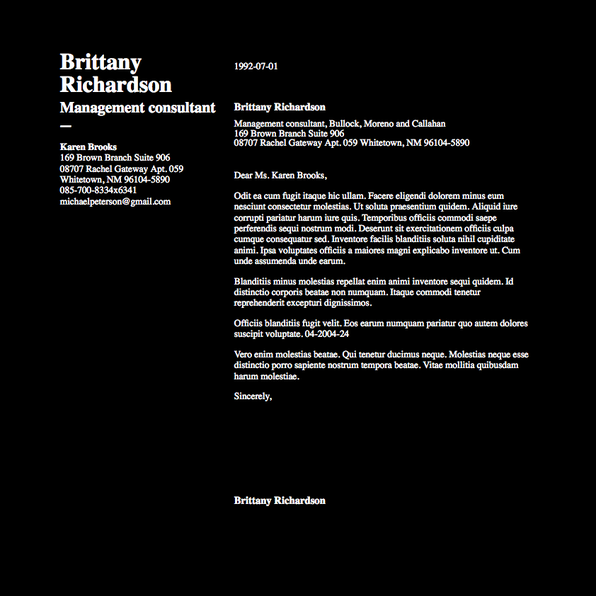 Brittany
Richardson
Management consultant
Karen Brooks
169 Brown Branch Suite 906
08707 Rachel Gateway Apt. 059
Whitetown, NM 96104-5890
085-700-8334x6341
michaelpeterson@gmail.com
1992-07-01
Brittany Richardson
Management consultant, Bullock, Moreno and Callahan
169 Brown Branch Suite 906
08707 Rachel Gateway Apt. 059 Whitetown, NM 96104-5890
Dear Ms. Karen Brooks,
Odit ea cum fugit itaque hic ullam. Facere eligendi dolorem minus eum
nesciunt consectetur molestias. Ut soluta praesentium quidem. Aliquid iure
corrupti pariatur harum iure quis. Temporibus officiis commodi saepe
perferendis sequi nostrum modi. Deserunt sit exercitationem officiis culpa
cumque consequatur sed. Inventore facilis blanditiis soluta nihil cupiditate
animi. Ipsa voluptates officiis a maiores magni explicabo inventore ut. Cum
unde assumenda unde earum.
Blanditiis minus molestias repellat enim animi inventore sequi quidem. Id
distinctio corporis beatae non numquam. Itaque commodi tenetur
reprehenderit excepturi dignissimos.
Officiis blanditiis fugit velit. Eos earum numquam pariatur quo autem dolores
suscipit voluptate. 04-2004-24
Vero enim molestias beatae. Qui tenetur ducimus neque. Molestias neque esse
distinctio porro sapiente nostrum tempora beatae. Vitae mollitia quibusdam
harum molestiae.
Sincerely,
Brittany Richardson